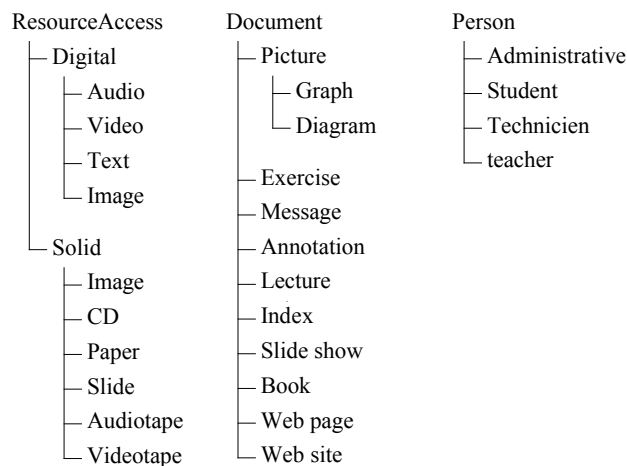 ResourceAccess
Digital
Audio
Video
Text
Image
Solid
Image
CD
Paper
Slide
Audiotape
Videotape
Document
Picture
Graph
Diagram
Exercise
Message
Annotation
Lecture
Index
Slide show
Book
Web page
Web site
Person
Administrative
Student
Technicien
teacher